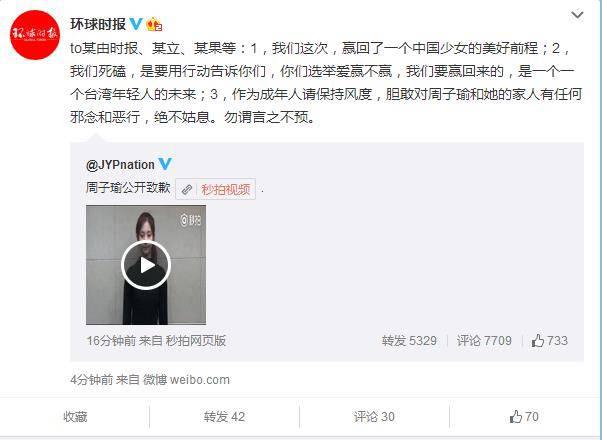 环球时报
环球时报
to某由时报、某立、某果等：1，我们这次，赢回了一个中国少女的美好前程；2，
我们死磕，是要用行动告诉你们，你们选举爱赢不赢，我们要赢回来的，是一个一
个台湾年轻人的未来；3，作为成年人请保持风度，胆敢对周子瑜和她的家人有任何
邪念和恶行，绝不姑息。勿谓言之不预。
@JYPnation
周子瑜公开致歉 秒拍视频 .
秒拍
16分钟前 来自 秒拍网页版 转发 5329 评论 7709 733
4分钟前 来自 微博 weibo.com
收藏 转发 42 评论 30 70